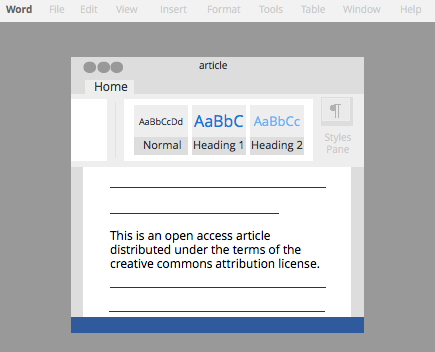 Word File Edit View Insert Format Tools Table Window Help
article
Home
AaBbCcDd AaBbC AaBbCc ¶
Normal Heading 1 Heading 2 Styles
Pane
This is an open access article
distributed under the terms of the
creative commons attribution license.